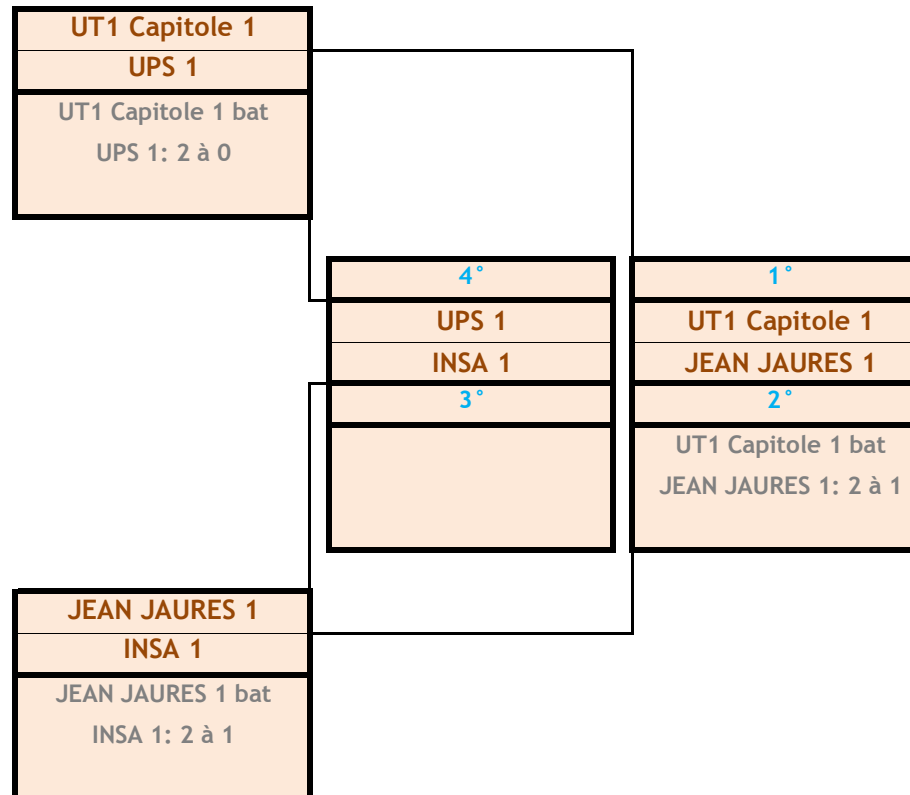 UT1 Capitole 1
UPS 1
UT1 Capitole 1 bat
UPS 1: 2 à 0
4°
UPS 1
INSA 1
3°
1°
UT1 Capitole 1
JEAN JAURES 1
2°
UT1 Capitole 1 bat
JEAN JAURES 1: 2 à 1
JEAN JAURES 1
INSA 1
JEAN JAURES 1 bat
INSA 1: 2 à 1